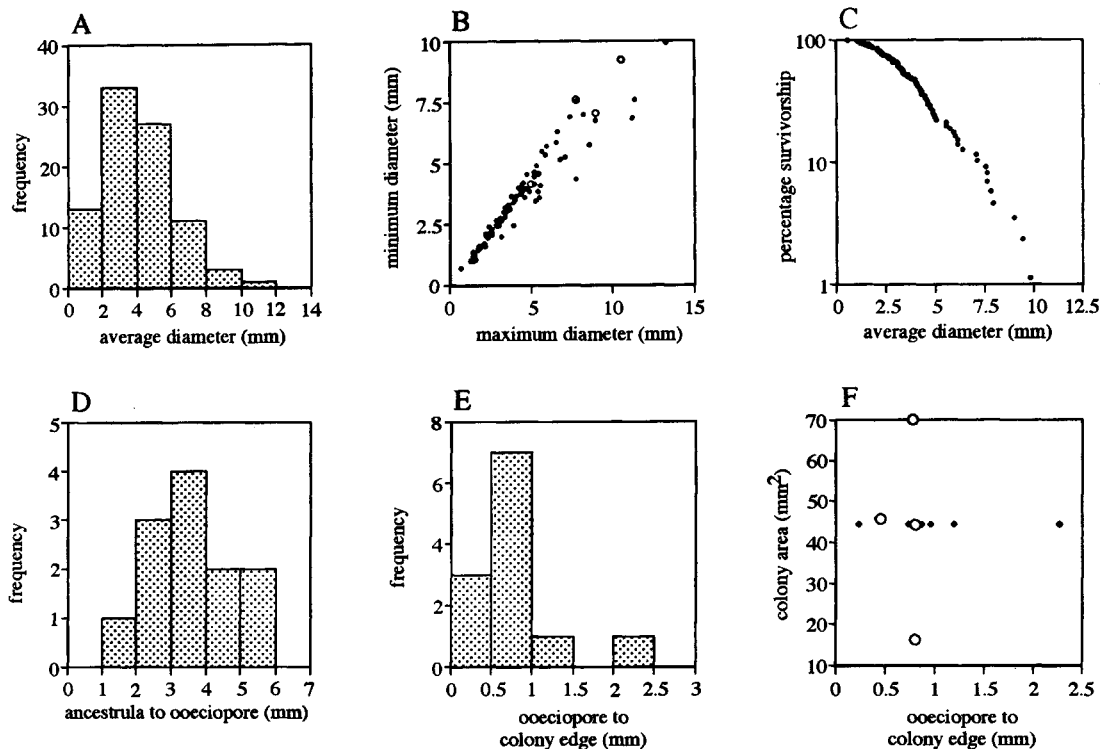 A
40
30
20
10
0
frequency
0 2 4 6 8 10 12 14
average diameter (mm)
B
10
7.5
5
2.5
0
minimum diameter (mm)
0 5 10 15
maximum diameter (mm)
C
100
10
1
percentage survivorship
0 2.5 5 7.5 10 12.5
average diameter (mm)
D
5
4
3
2
1
0
frequency
0 1 2 3 4 5 6 7
ancestrula to ooeciopore (mm)
E
8
6
4
2
0
frequency
0 0.5 1 1.5 2 2.5 3
ooeciopore to
colony edge (mm)
F
70
60
50
40
30
20
10
colony area (mm²)
0 0.5 1 1.5 2 2.5
ooeciopore to
colony edge (mm)